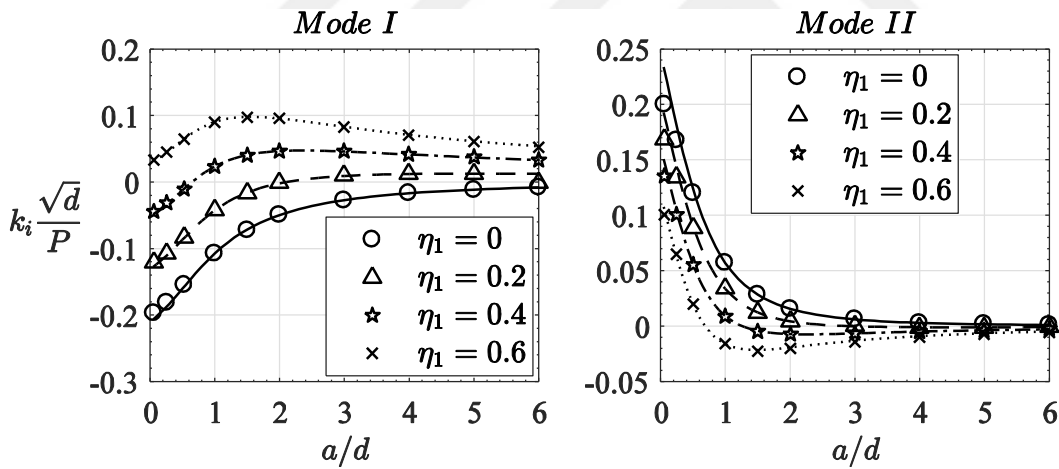 Mode I
0.2
0.1
0
-0.1
-0.2
-0.3
k_i √d/P
η₁ = 0
η₁ = 0.2
η₁ = 0.4
η₁ = 0.6
0 1 2 3 4 5 6
a/d
Mode II
0.25
0.2
0.15
0.1
0.05
0
-0.05
η₁ = 0
η₁ = 0.2
η₁ = 0.4
η₁ = 0.6
0 1 2 3 4 5 6
a/d